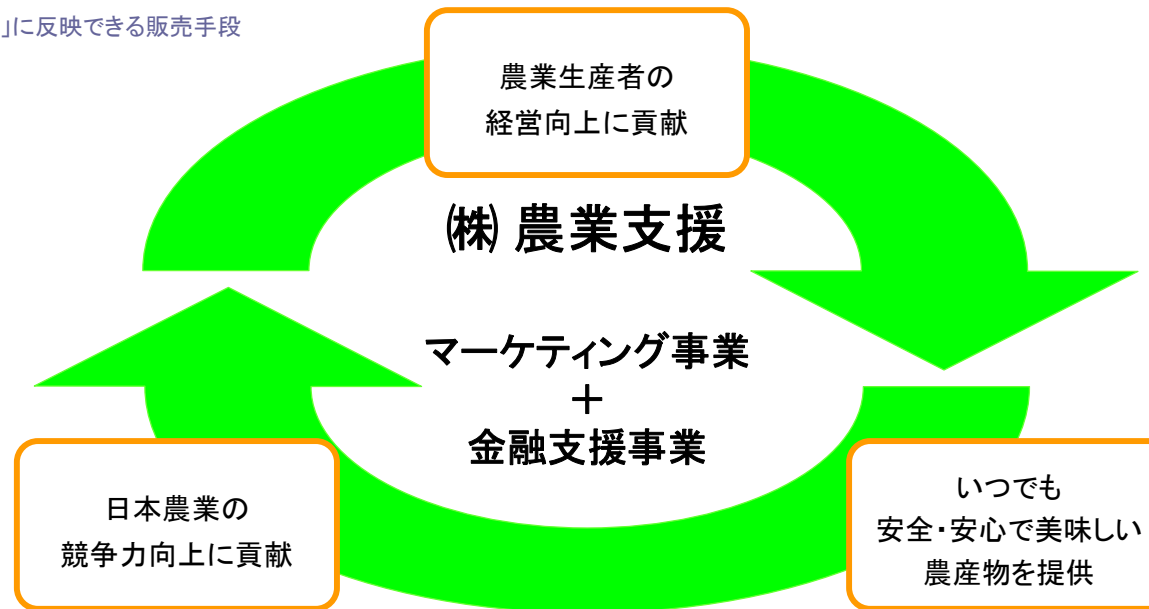 」に反映できる販売手段
農業生産者の
経営向上に貢献
㈱ 農業支援
マーケティング事業
＋
金融支援事業
日本農業の
競争力向上に貢献
いつでも
安全・安心で美味しい
農産物を提供